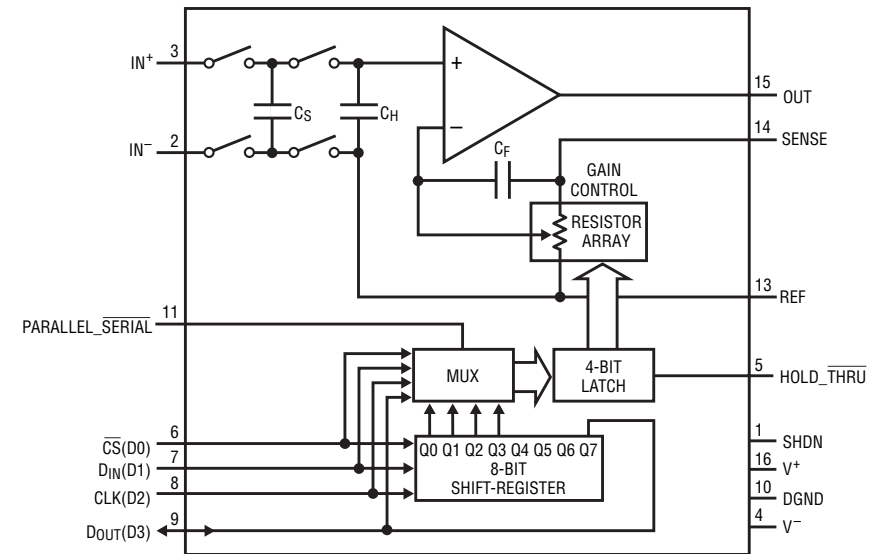 IN+ 3
IN− 2
CS
CH
+
−
CF
GAIN
CONTROL
RESISTOR
ARRAY
15 OUT
14 SENSE
13 REF
PARALLEL_SERIAL 11
MUX
4-BIT
LATCH
5 HOLD_THRU
CS(D0) 6
DIN(D1) 7
CLK(D2) 8
DOUT(D3) 9
Q0 Q1 Q2 Q3 Q4 Q5 Q6 Q7
8-BIT
SHIFT-REGISTER
1 SHDN
16 V+
10 DGND
4 V−